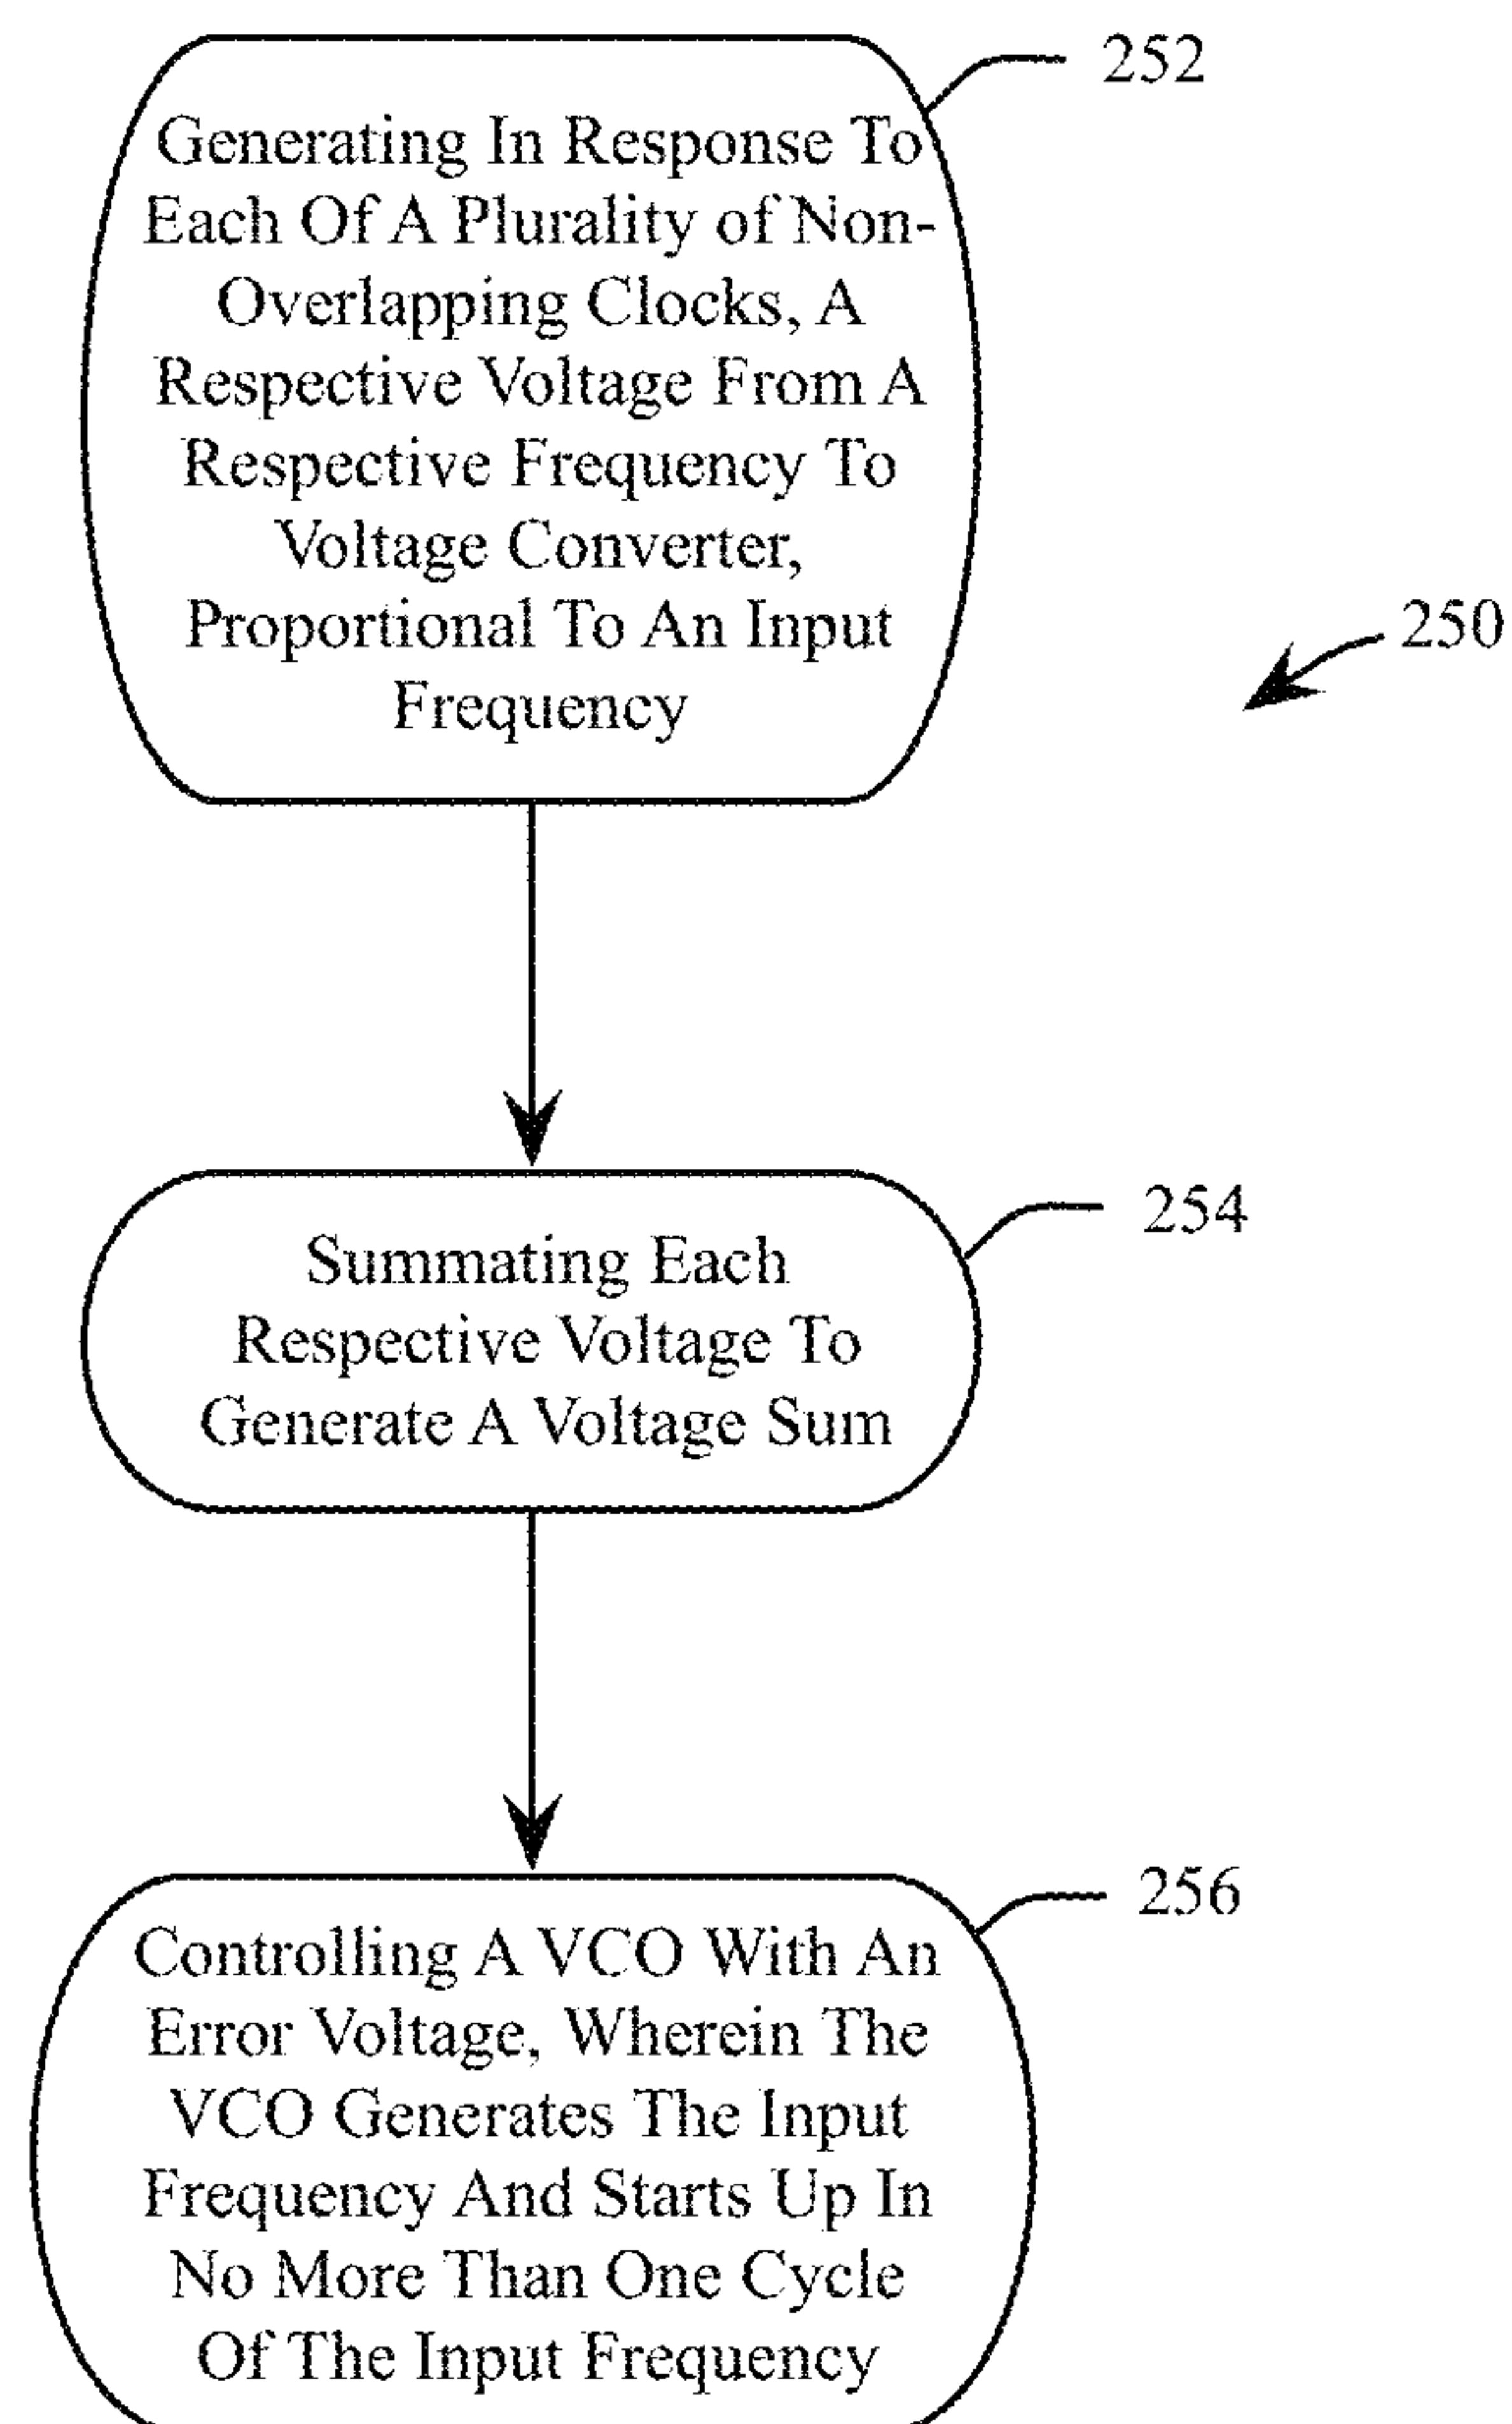 252
Generating In Response To
Each Of A Plurality of Non-
Overlapping Clocks, A
Respective Voltage From A
Respective Frequency To
Voltage Converter,
Proportional To An Input
Frequency
250
254
Summating Each
Respective Voltage To
Generate A Voltage Sum
256
Controlling A VCO With An
Error Voltage, Wherein The
VCO Generates The Input
Frequency And Starts Up In
No More Than One Cycle
Of The Input Frequency